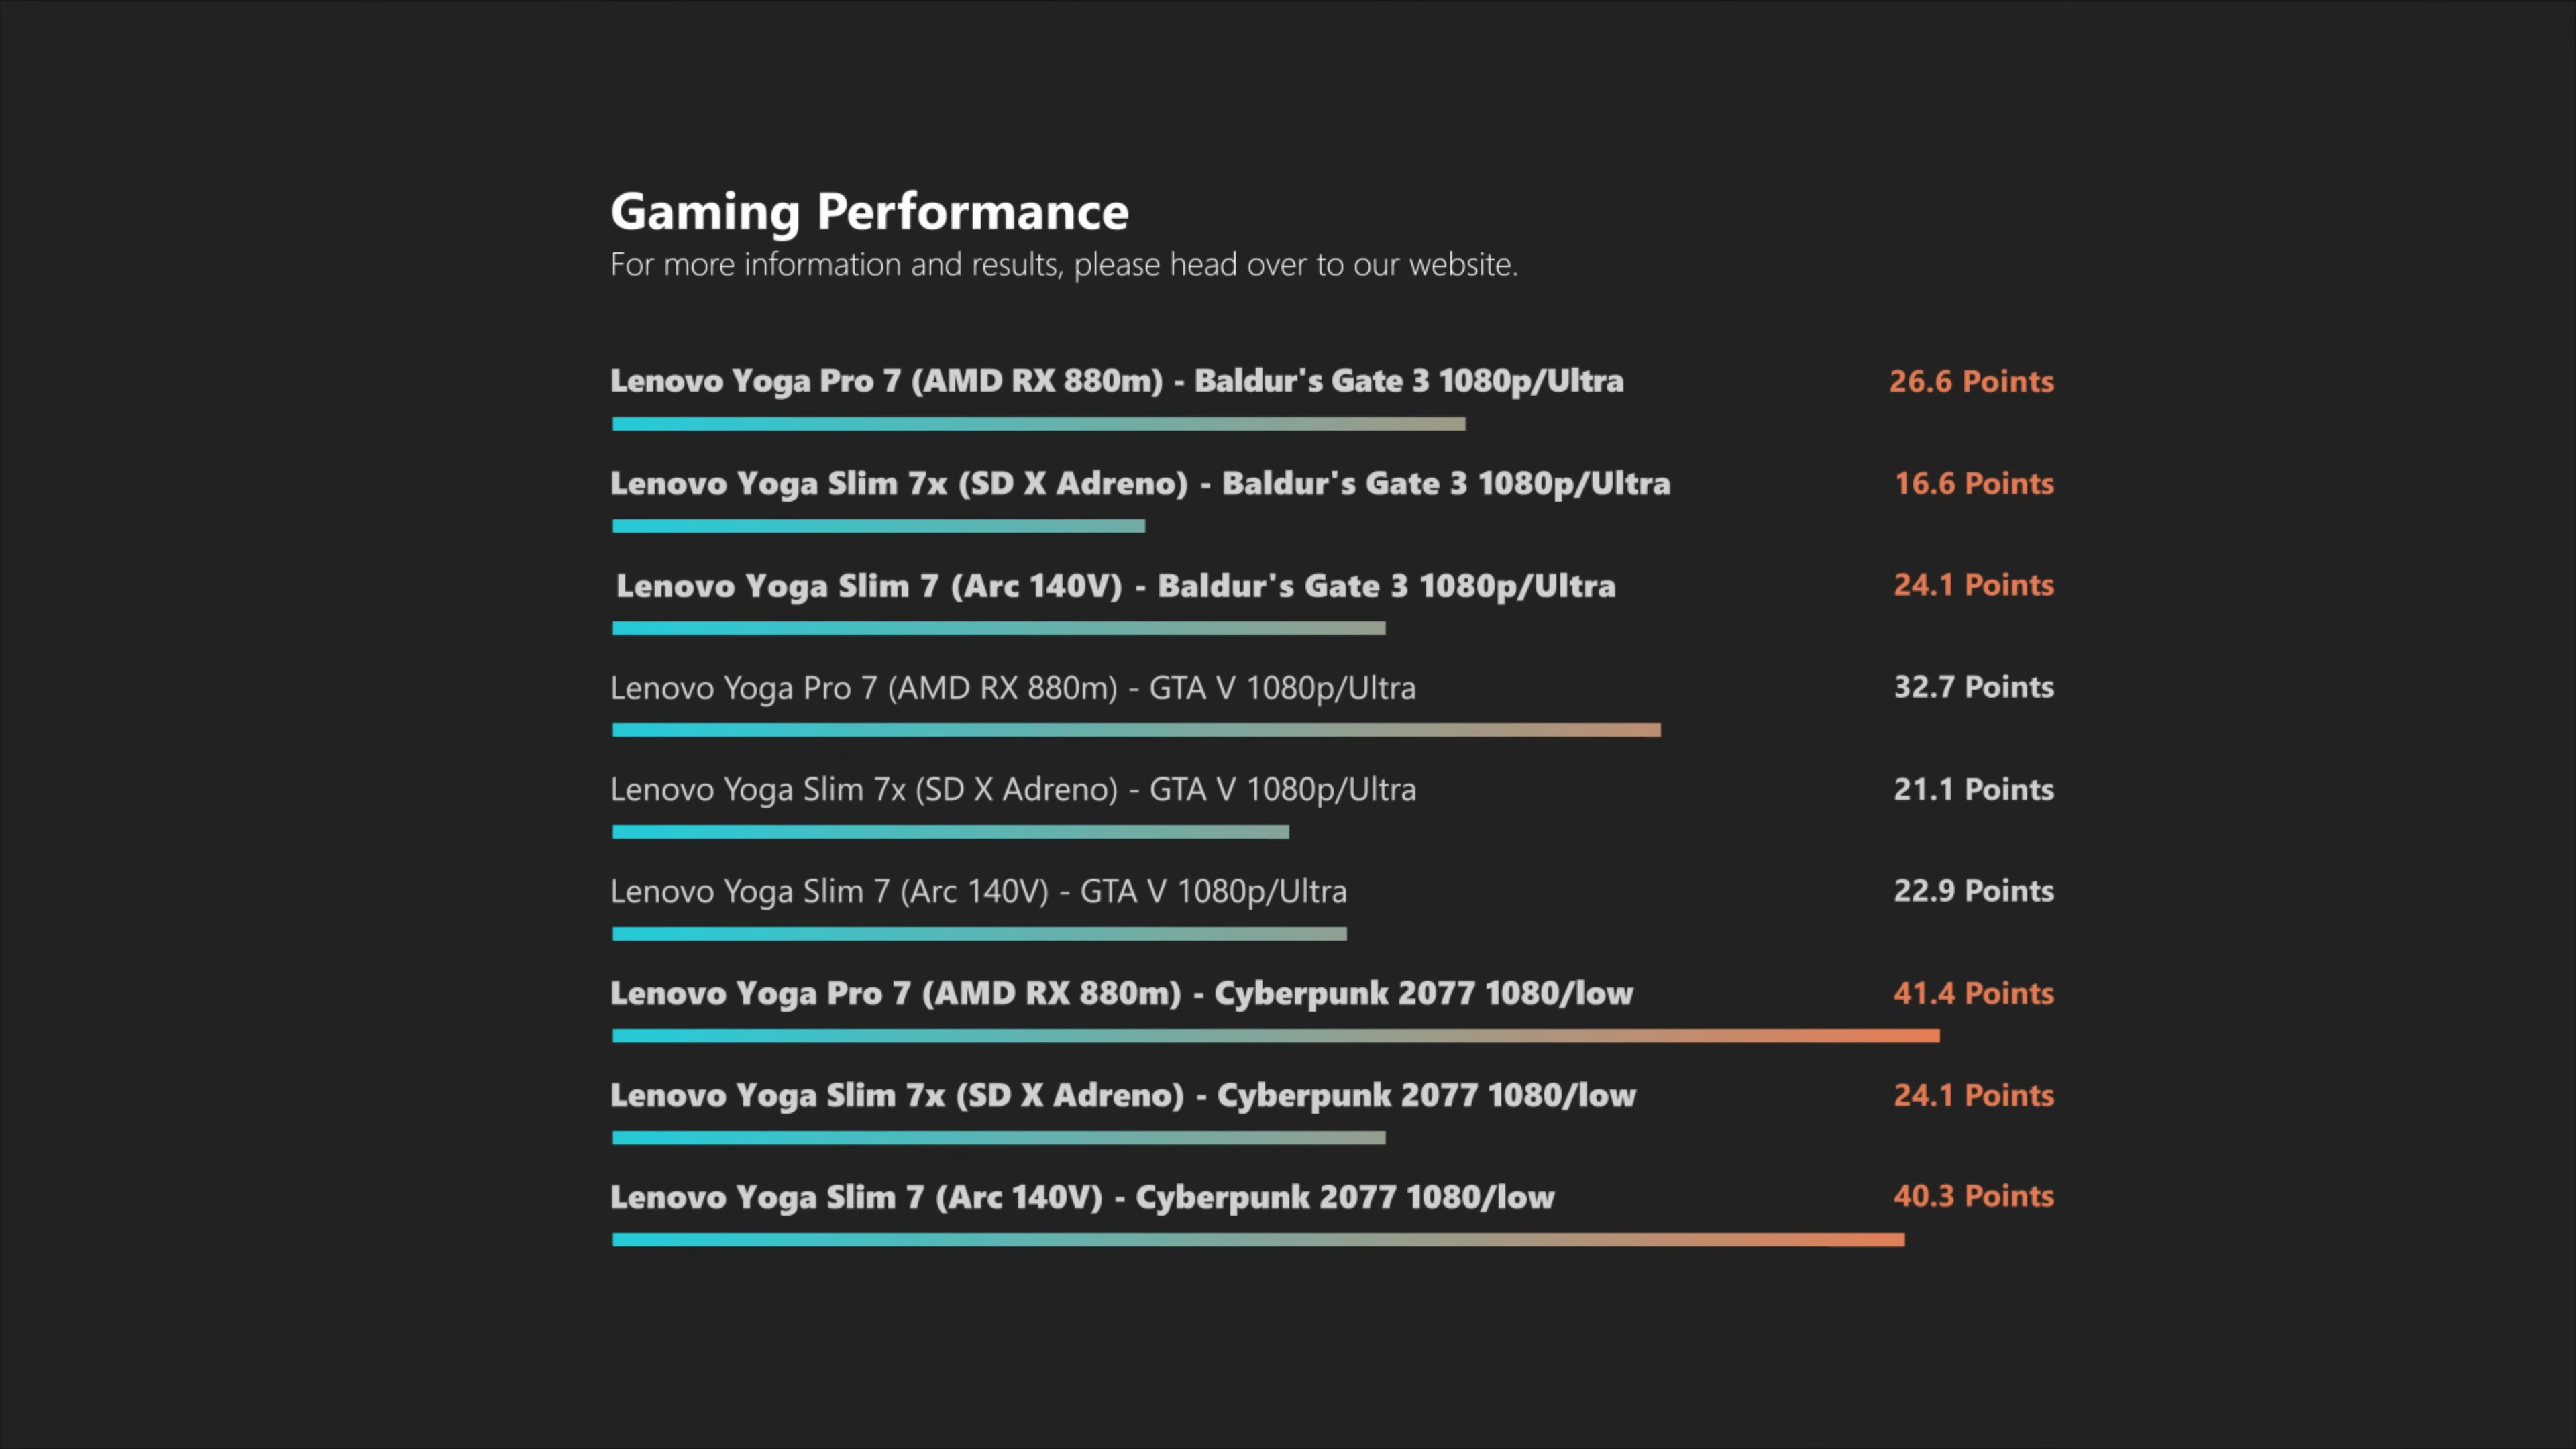 Gaming Performance
For more information and results, please head over to our website.
Lenovo Yoga Pro 7 (AMD RX 880m) - Baldur's Gate 3 1080p/Ultra 26.6 Points
Lenovo Yoga Slim 7x (SD X Adreno) - Baldur's Gate 3 1080p/Ultra 16.6 Points
Lenovo Yoga Slim 7 (Arc 140V) - Baldur's Gate 3 1080p/Ultra 24.1 Points
Lenovo Yoga Pro 7 (AMD RX 880m) - GTA V 1080p/Ultra 32.7 Points
Lenovo Yoga Slim 7x (SD X Adreno) - GTA V 1080p/Ultra 21.1 Points
Lenovo Yoga Slim 7 (Arc 140V) - GTA V 1080p/Ultra 22.9 Points
Lenovo Yoga Pro 7 (AMD RX 880m) - Cyberpunk 2077 1080/low 41.4 Points
Lenovo Yoga Slim 7x (SD X Adreno) - Cyberpunk 2077 1080/low 24.1 Points
Lenovo Yoga Slim 7 (Arc 140V) - Cyberpunk 2077 1080/low 40.3 Points